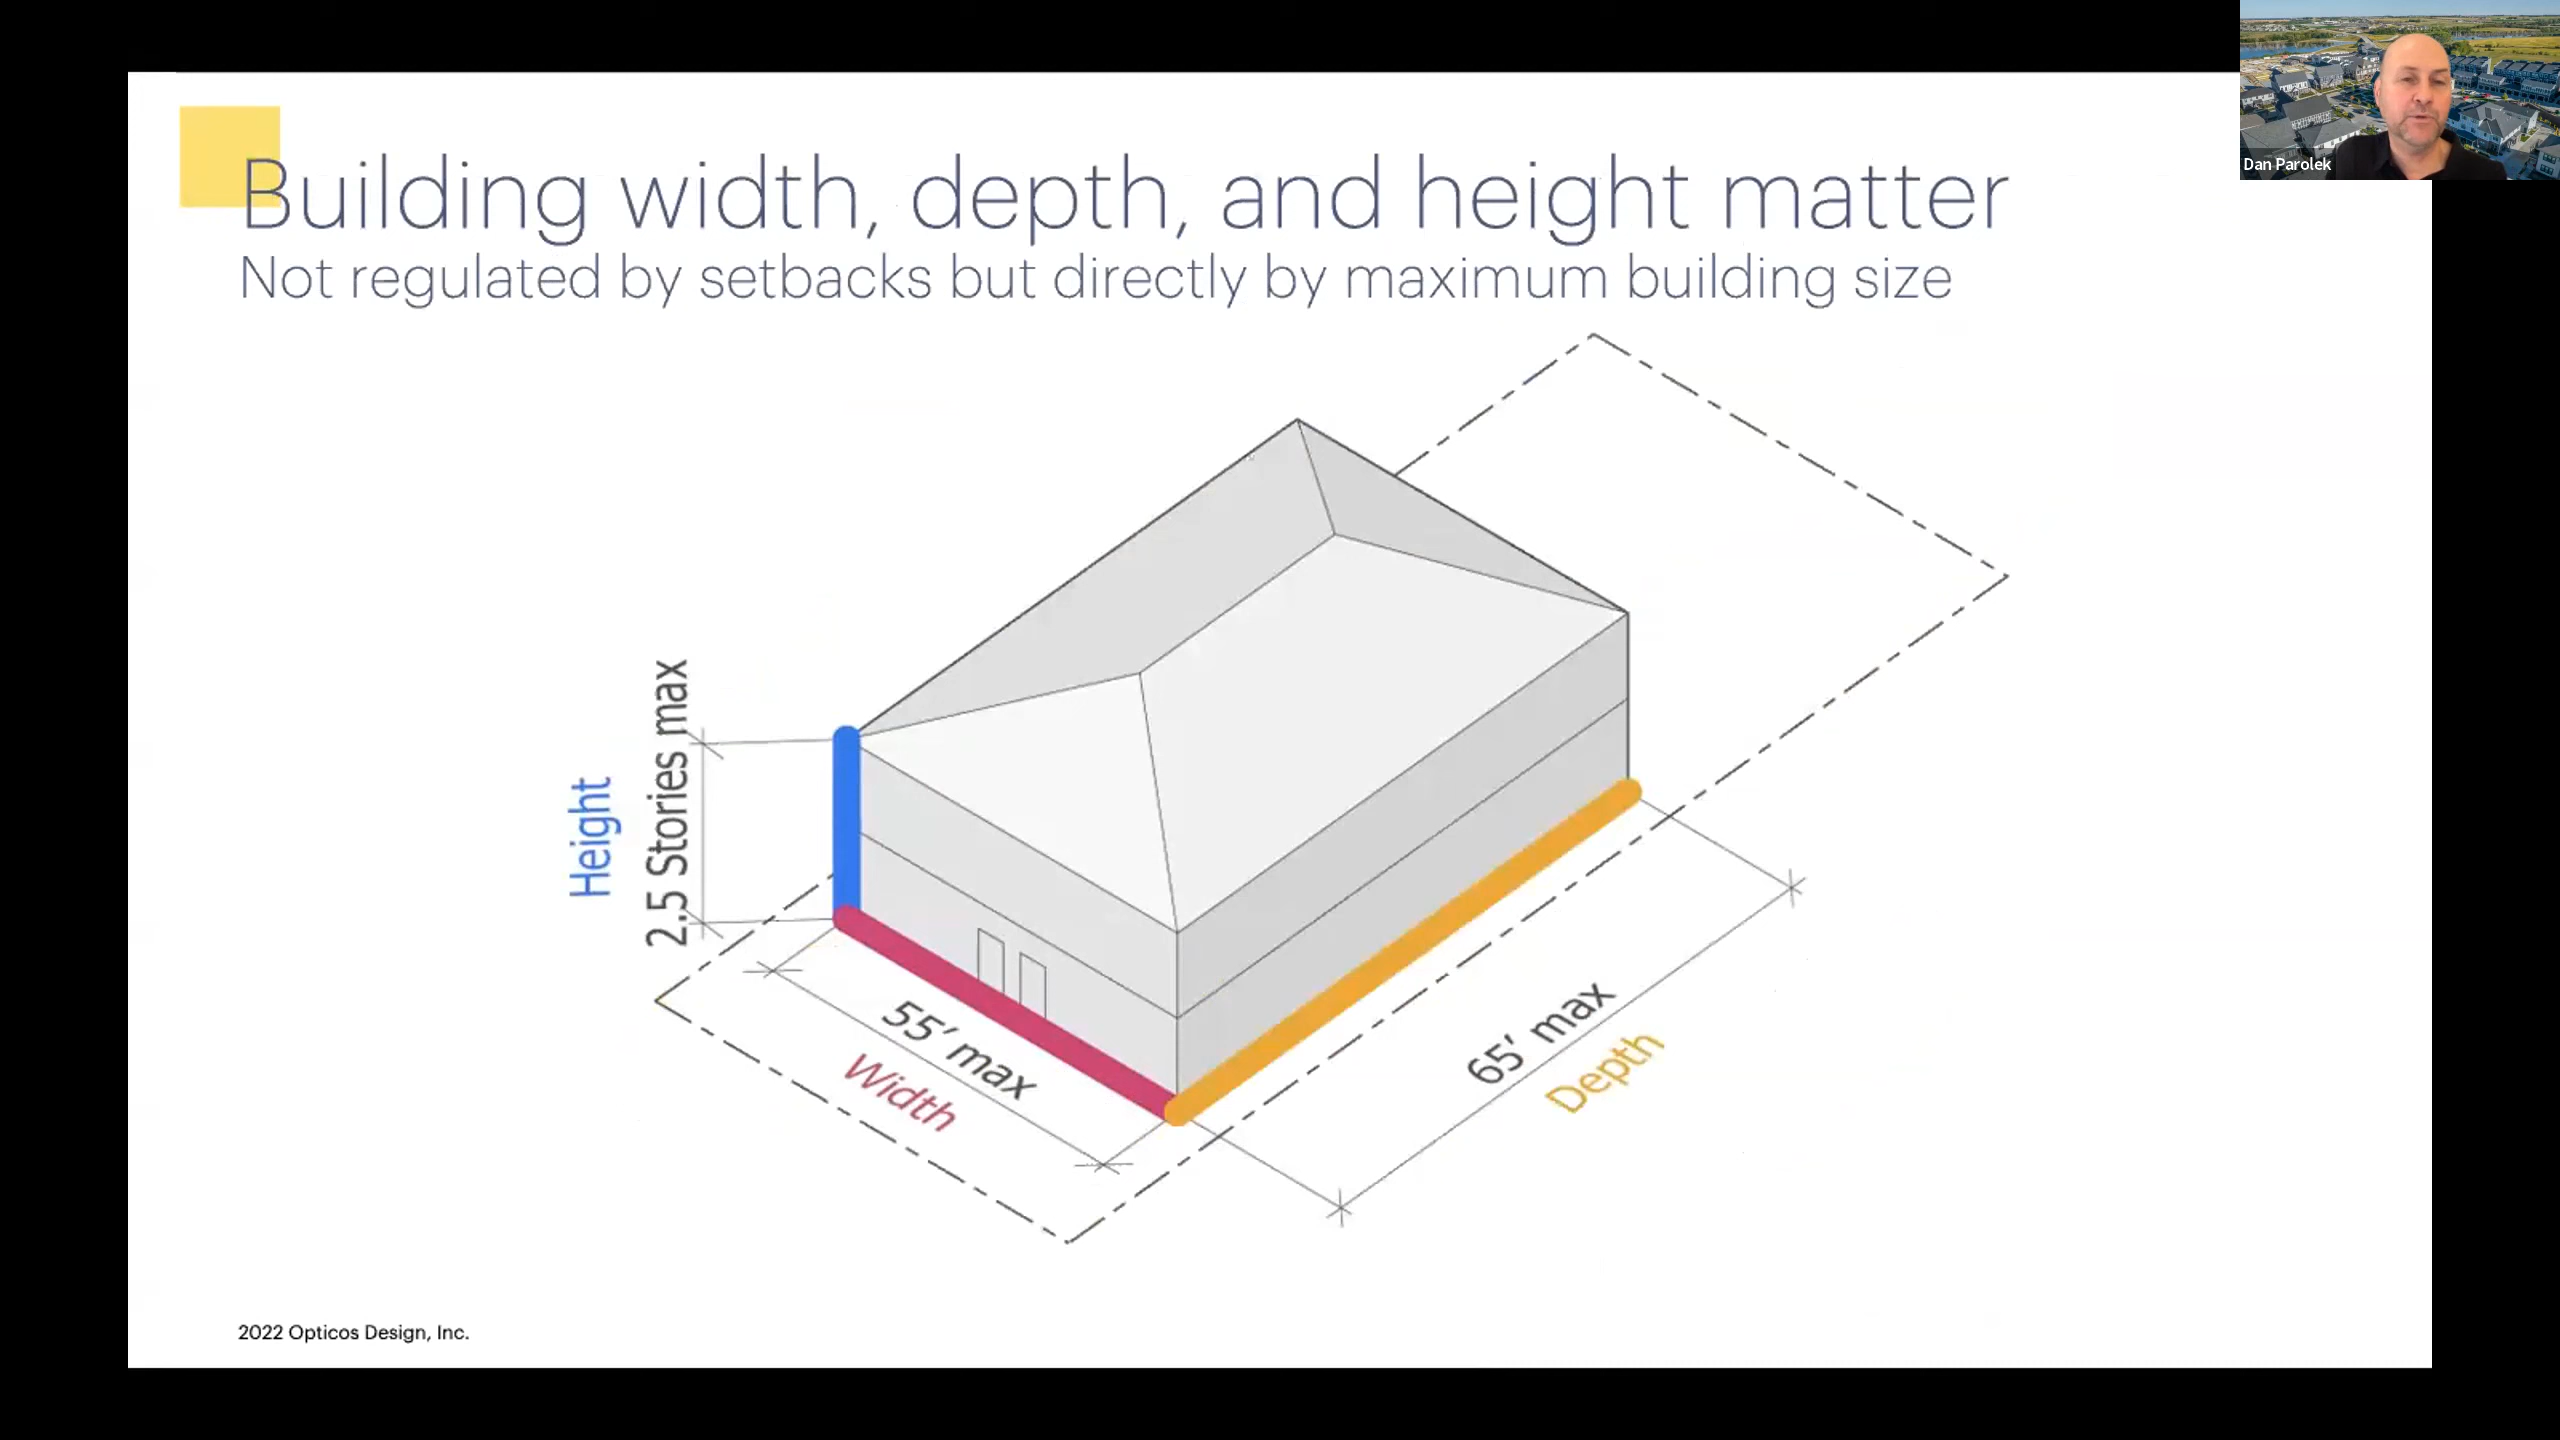 Dan Parolek
Building width, depth, and height matter
Not regulated by setbacks but directly by maximum building size
Height
2.5 Stories max
55' max
Width
65' max
Depth
2022 Opticos Design, Inc.